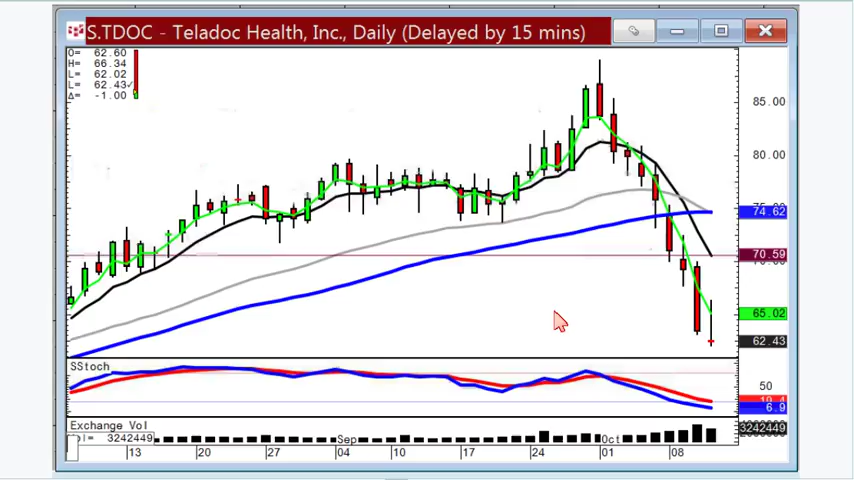 S.TDOC - Teladoc Health, Inc., Daily (Delayed by 15 mins)
O= 62.60
H= 66.34
L= 62.02
L= 62.43✓
Δ= -1.00
85.00
80.00
74.62
70.59
65.02
62.43
SStoch
50
6.9
Exchange Vol
Vol= 3242449
3242449
Sep
Oct
13
20
27
04
10
17
24
01
08